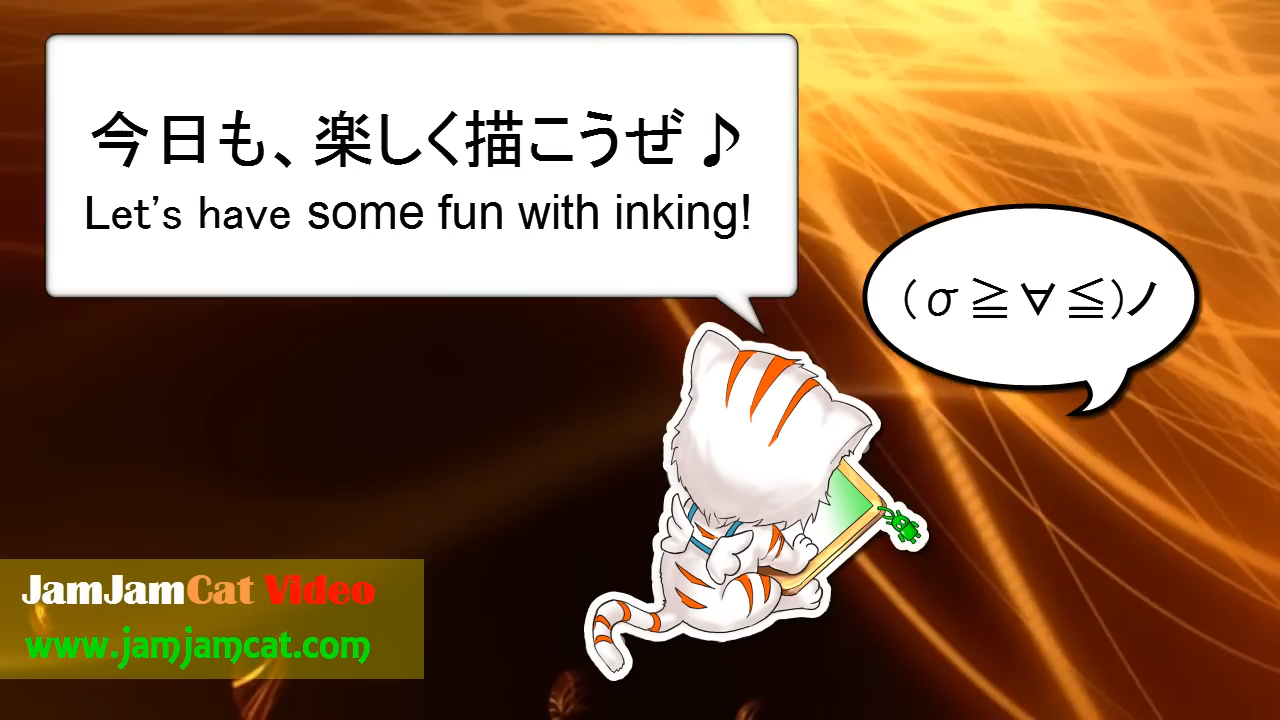 今日も、楽しく描こうぜ♪
Let's have some fun with inking!
(σ≧∀≦)ノ
JamJamCat Video
www.jamjamcat.com